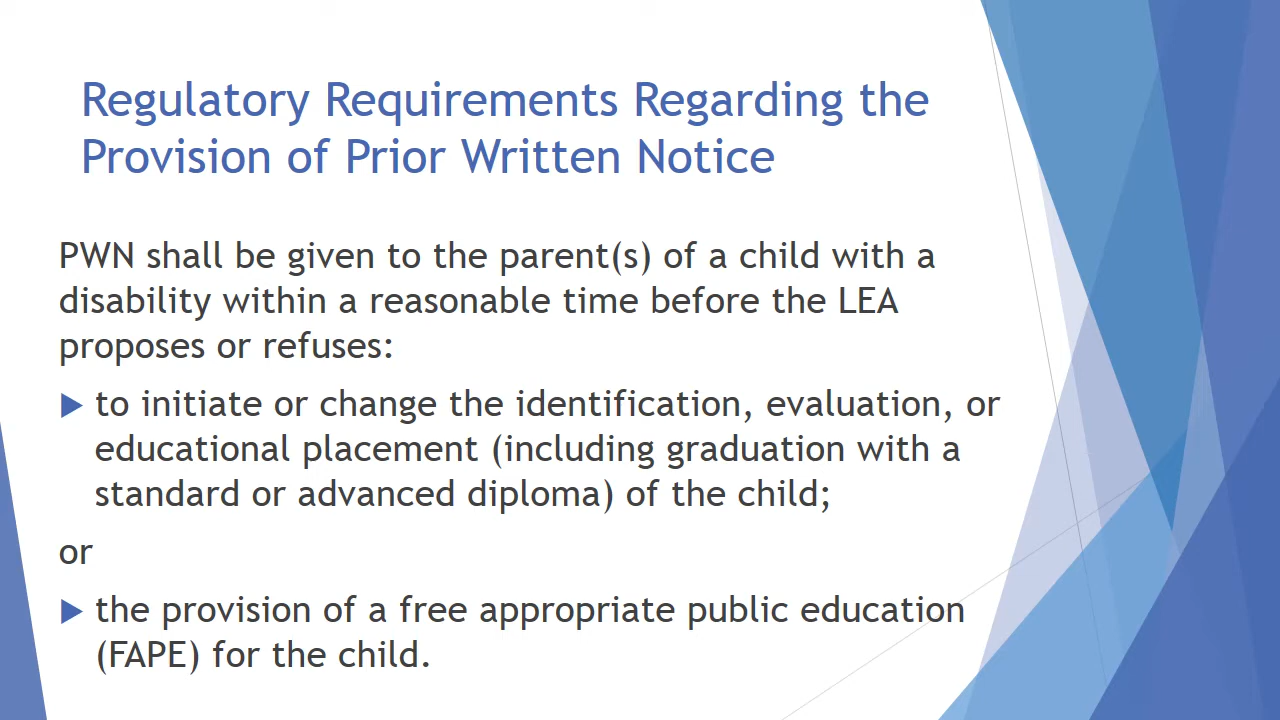 Regulatory Requirements Regarding the
Provision of Prior Written Notice
PWN shall be given to the parent(s) of a child with a
disability within a reasonable time before the LEA
proposes or refuses:
to initiate or change the identification, evaluation, or
educational placement (including graduation with a
standard or advanced diploma) of the child;
or
the provision of a free appropriate public education
(FAPE) for the child.